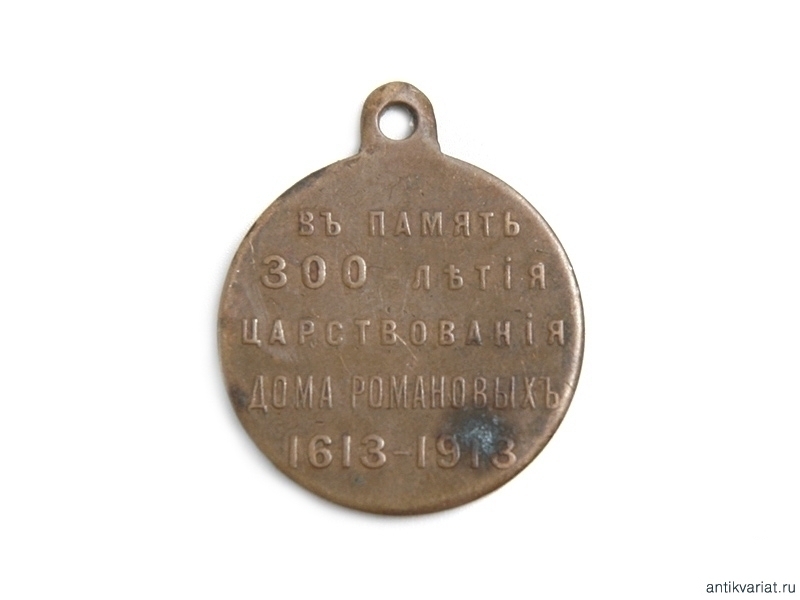 ВЪ ПАМЯТЬ
300-ЛѢТІЯ
ЦАРСТВОВАНІЯ
ДОМА РОМАНОВЫХЪ
1613-1913
antikvariat.ru